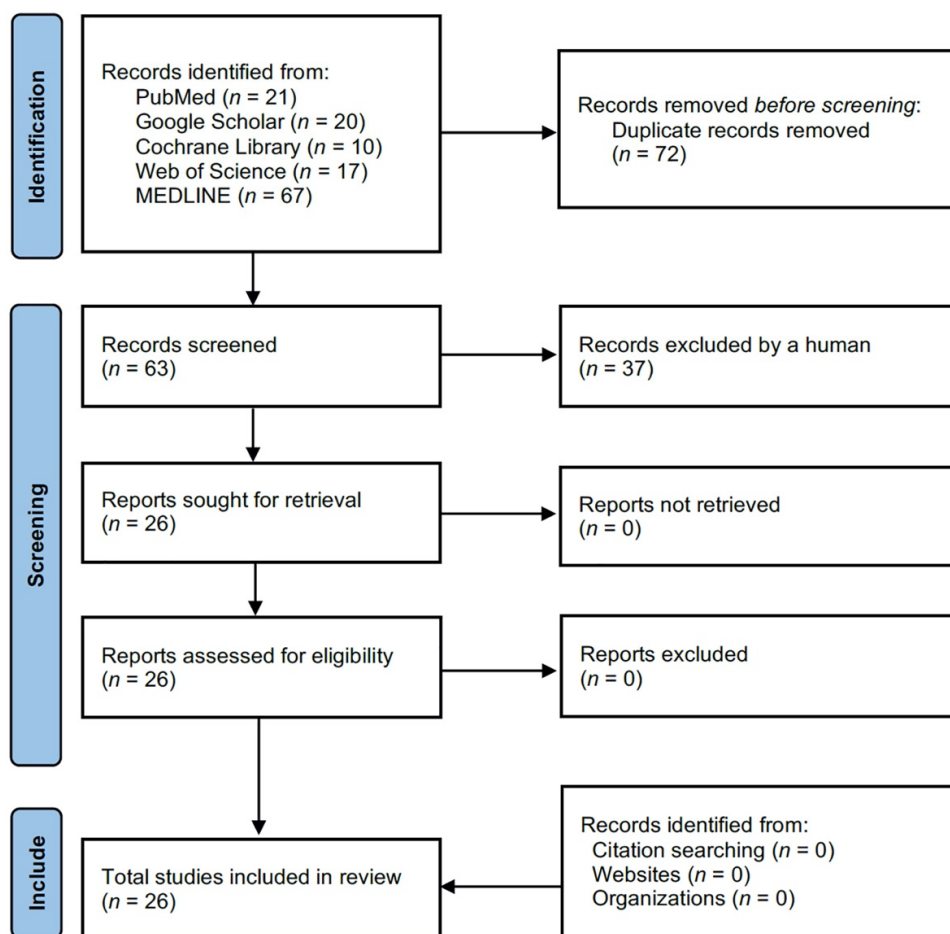 Identification
Records identified from:
PubMed (n = 21)
Google Scholar (n = 20)
Cochrane Library (n = 10)
Web of Science (n = 17)
MEDLINE (n = 67)
Records removed before screening:
Duplicate records removed
(n = 72)
Screening
Records screened
(n = 63)
Records excluded by a human
(n = 37)
Reports sought for retrieval
(n = 26)
Reports not retrieved
(n = 0)
Reports assessed for eligibility
(n = 26)
Reports excluded
(n = 0)
Include
Total studies included in review
(n = 26)
Records identified from:
Citation searching (n = 0)
Websites (n = 0)
Organizations (n = 0)